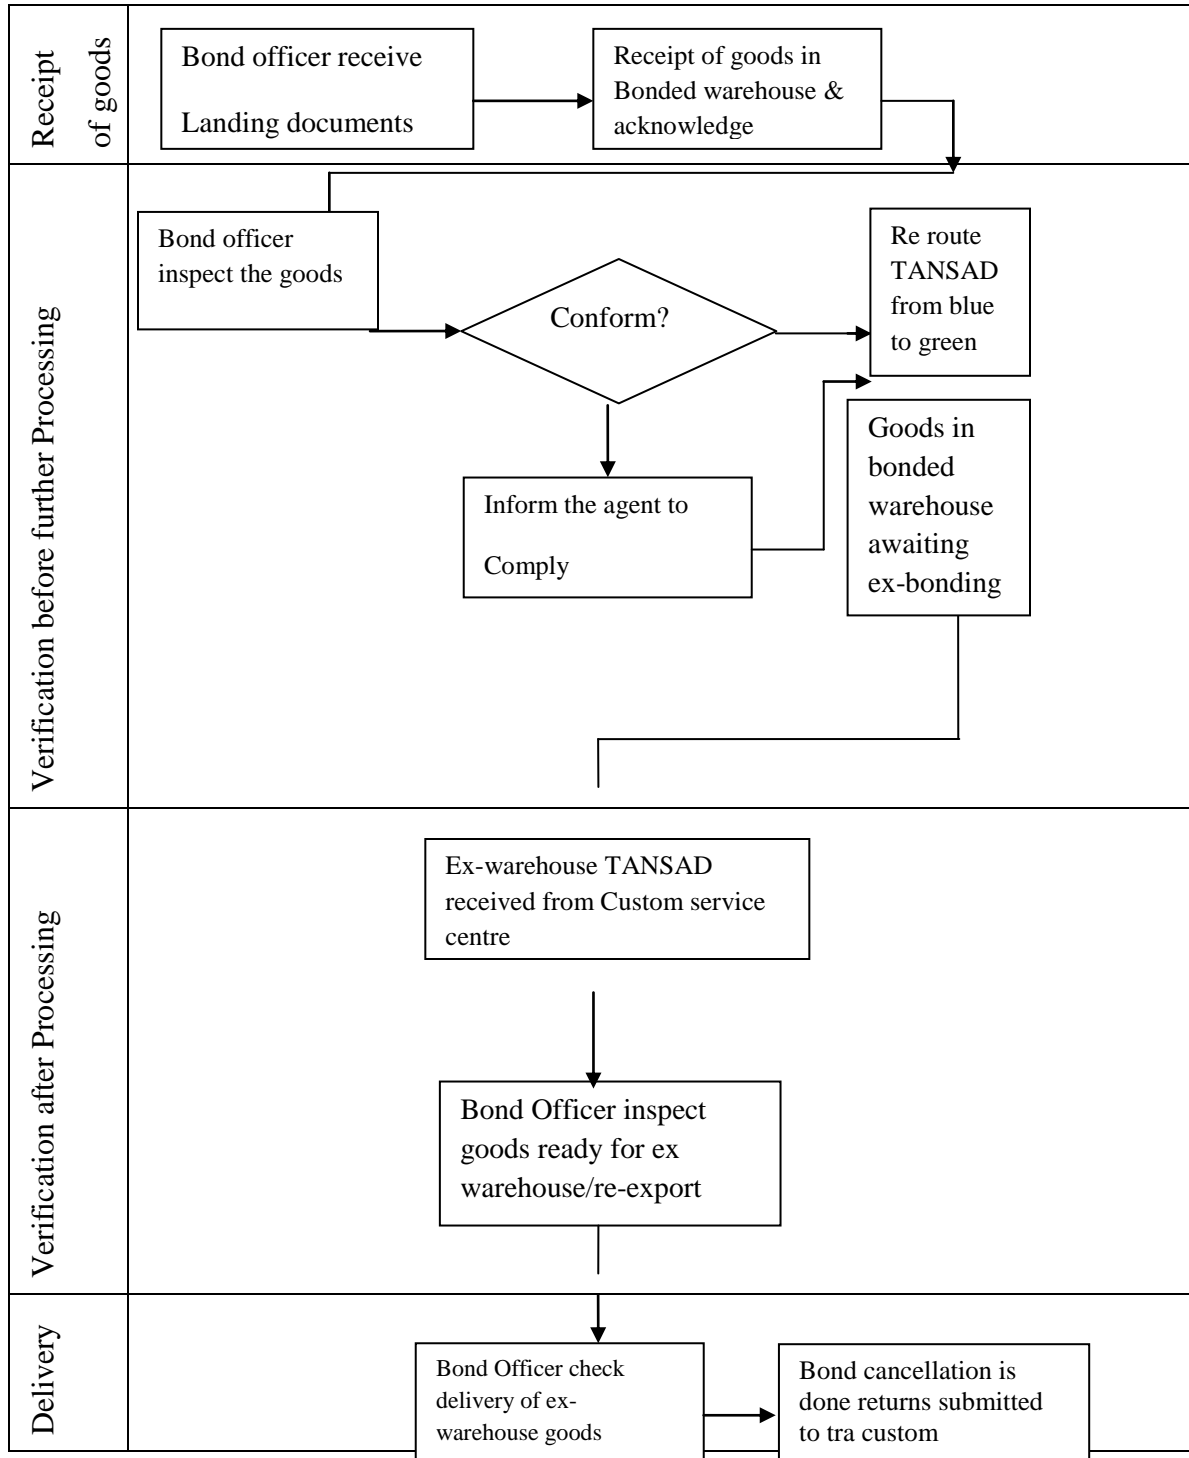 Receipt
of goods
Bond officer receive
Landing documents
Receipt of goods in
Bonded warehouse &
acknowledge
Verification before further Processing
Bond officer
inspect the goods
Conform?
Re route
TANSAD
from blue
to green
Inform the agent to
Comply
Goods in
bonded
warehouse
awaiting
ex-bonding
Verification after Processing
Ex-warehouse TANSAD
received from Custom service
centre
Bond Officer inspect
goods ready for ex
warehouse/re-export
Delivery
Bond Officer check
delivery of ex-
warehouse goods
Bond cancellation is
done returns submitted
to tra custom